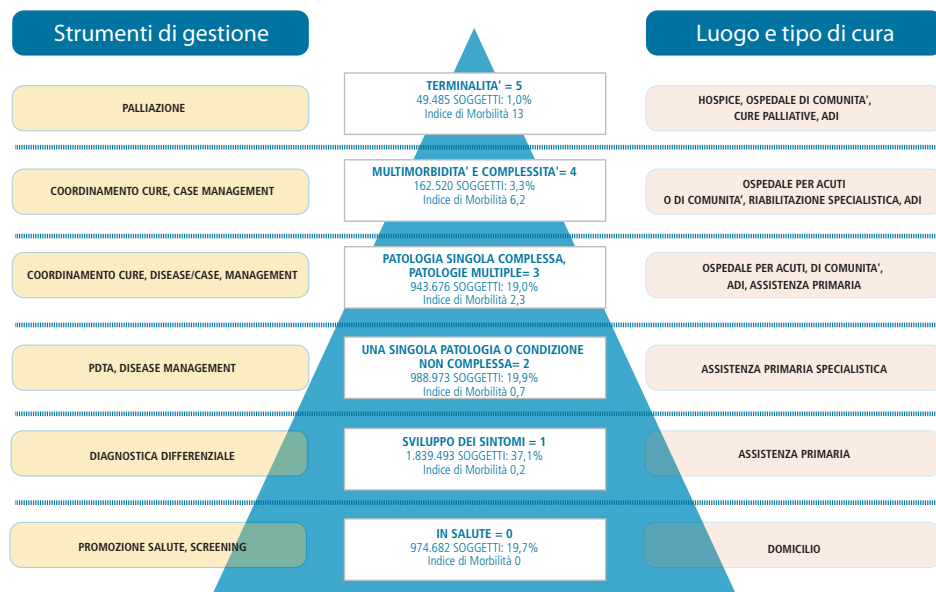 Strumenti di gestione
Luogo e tipo di cura
PALLIAZIONE
TERMINALITA' = 5
49.485 SOGGETTI: 1,0%
Indice di Morbilità 13
HOSPICE, OSPEDALE DI COMUNITA',
CURE PALLIATIVE, ADI
COORDINAMENTO CURE, CASE MANAGEMENT
MULTIMORBIDITA' E COMPLESSITA'= 4
162.520 SOGGETTI: 3,3%
Indice di Morbilità 6,2
OSPEDALE PER ACUTI
O DI COMUNITA', RIABILITAZIONE SPECIALISTICA, ADI
COORDINAMENTO CURE, DISEASE/CASE, MANAGEMENT
PATOLOGIA SINGOLA COMPLESSA,
PATOLOGIE MULTIPLE= 3
943.676 SOGGETTI: 19,0%
Indice di Morbilità 2,3
OSPEDALE PER ACUTI, DI COMUNITA',
ADI, ASSISTENZA PRIMARIA
PDTA, DISEASE MANAGEMENT
UNA SINGOLA PATOLOGIA O CONDIZIONE
NON COMPLESSA= 2
988.973 SOGGETTI: 19,9%
Indice di Morbilità 0,7
ASSISTENZA PRIMARIA SPECIALISTICA
DIAGNOSTICA DIFFERENZIALE
SVILUPPO DEI SINTOMI = 1
1.839.493 SOGGETTI: 37,1%
Indice di Morbilità 0,2
ASSISTENZA PRIMARIA
PROMOZIONE SALUTE, SCREENING
IN SALUTE = 0
974.682 SOGGETTI: 19,7%
Indice di Morbilità 0
DOMICILIO